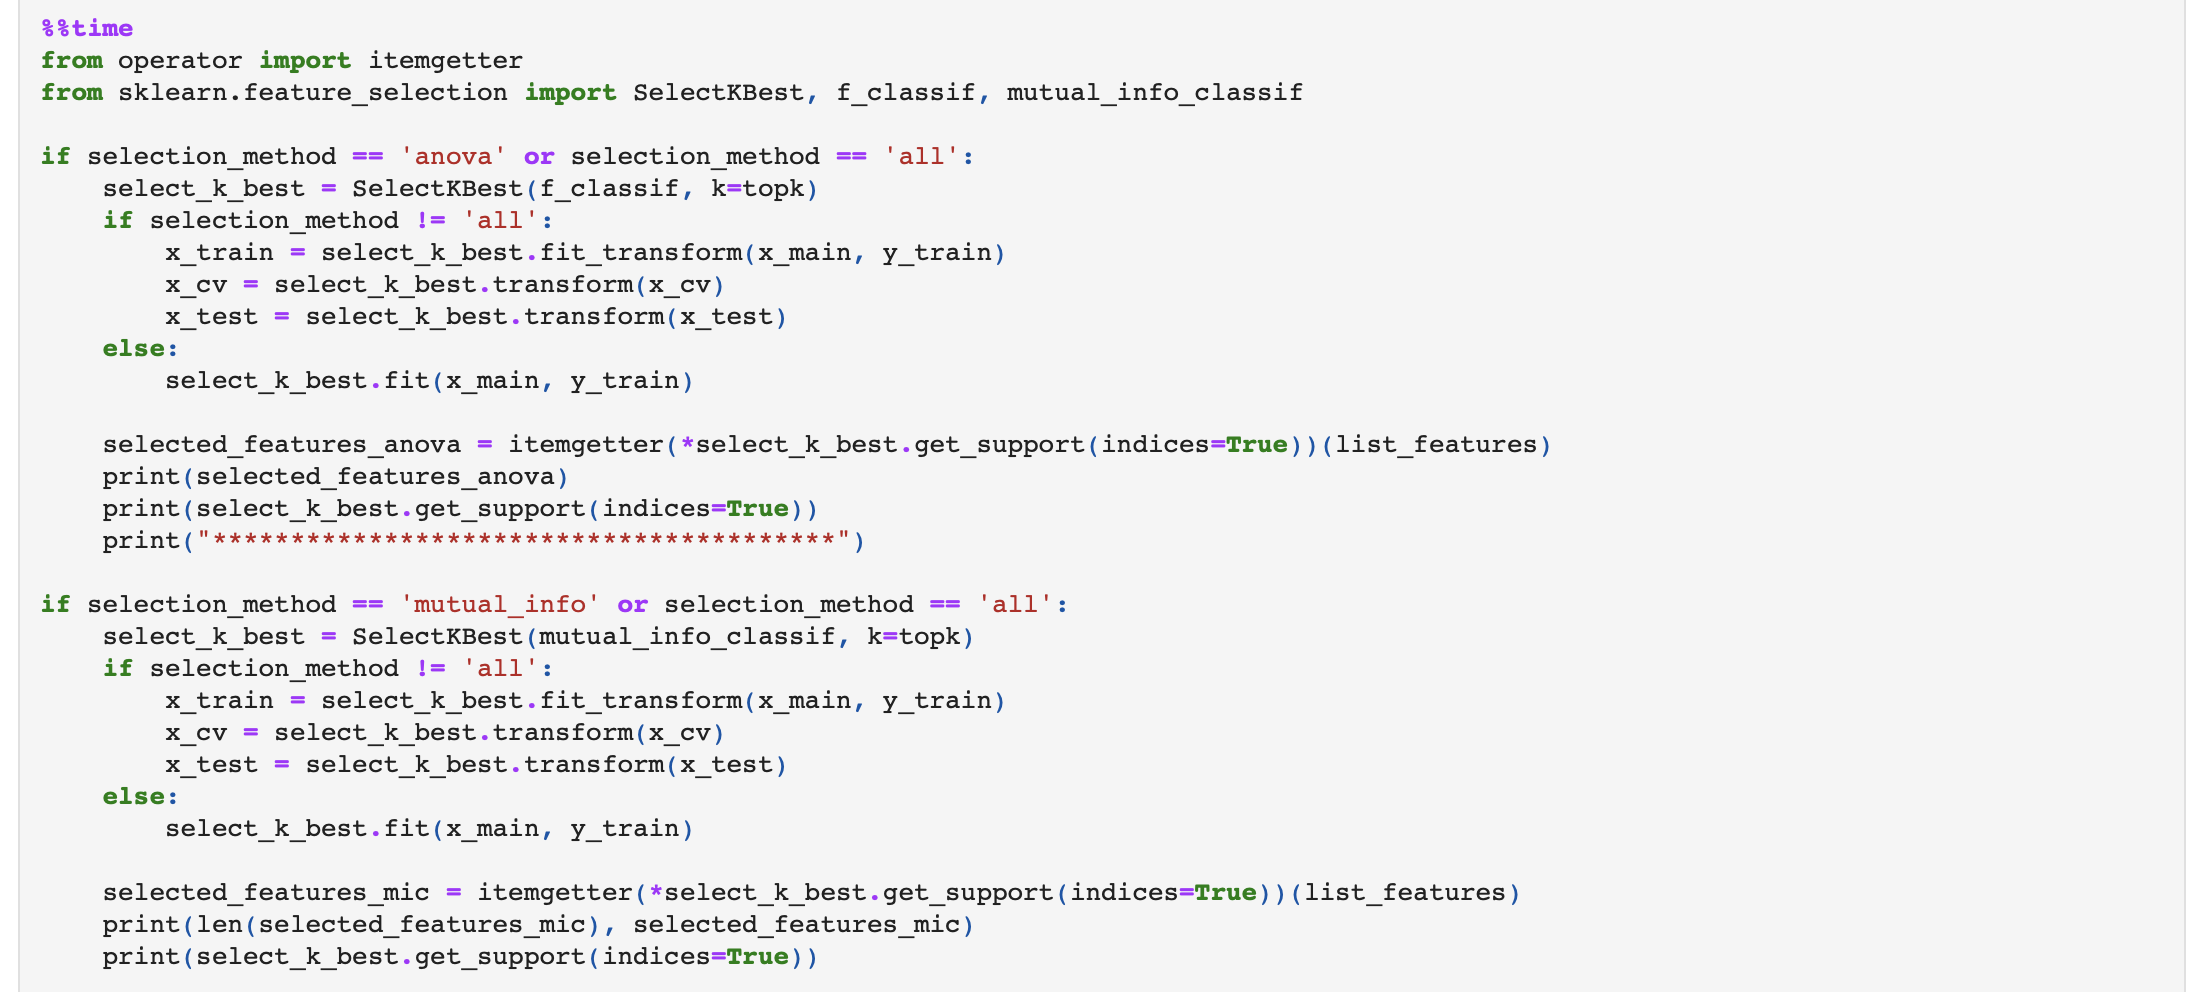 %%time
from operator import itemgetter
from sklearn.feature_selection import SelectKBest, f_classif, mutual_info_classif

if selection_method == 'anova' or selection_method == 'all':
    select_k_best = SelectKBest(f_classif, k=topk)
    if selection_method != 'all':
        x_train = select_k_best.fit_transform(x_main, y_train)
        x_cv = select_k_best.transform(x_cv)
        x_test = select_k_best.transform(x_test)
    else:
        select_k_best.fit(x_main, y_train)

    selected_features_anova = itemgetter(*select_k_best.get_support(indices=True))(list_features)
    print(selected_features_anova)
    print(select_k_best.get_support(indices=True))
    print("****************************************")

if selection_method == 'mutual_info' or selection_method == 'all':
    select_k_best = SelectKBest(mutual_info_classif, k=topk)
    if selection_method != 'all':
        x_train = select_k_best.fit_transform(x_main, y_train)
        x_cv = select_k_best.transform(x_cv)
        x_test = select_k_best.transform(x_test)
    else:
        select_k_best.fit(x_main, y_train)

    selected_features_mic = itemgetter(*select_k_best.get_support(indices=True))(list_features)
    print(len(selected_features_mic), selected_features_mic)
    print(select_k_best.get_support(indices=True))